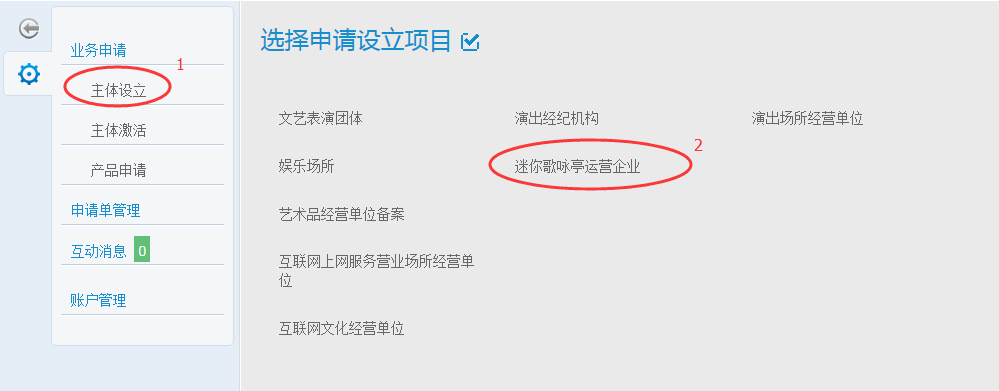 业务申请
主体设立
1
主体激活
产品申请
申请单管理
互动消息 0
账户管理
选择申请设立项目
文艺表演团体
演出经纪机构
演出场所经营单位
娱乐场所
迷你歌咏亭运营企业
2
艺术品经营单位备案
互联网上网服务营业场所经营单
位
互联网文化经营单位